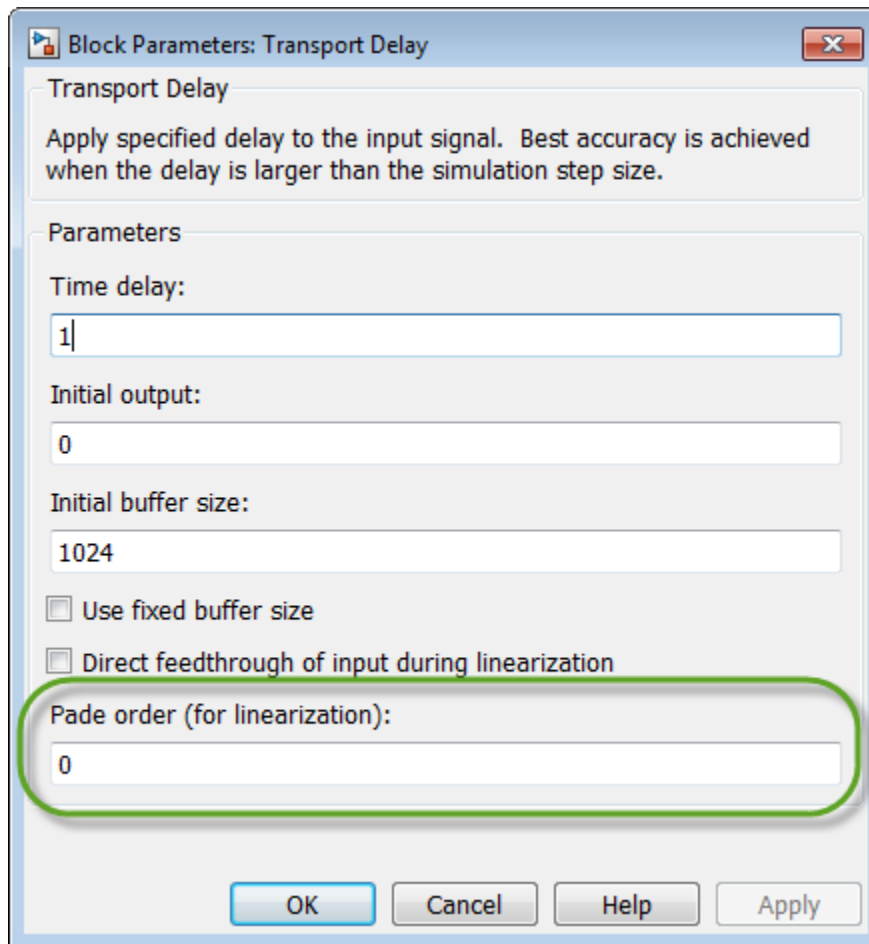 Block Parameters: Transport Delay
Transport Delay
Apply specified delay to the input signal.  Best accuracy is achieved
when the delay is larger than the simulation step size.
Parameters
Time delay:
1
Initial output:
0
Initial buffer size:
1024
Use fixed buffer size
Direct feedthrough of input during linearization
Pade order (for linearization):
0
OK Cancel Help Apply